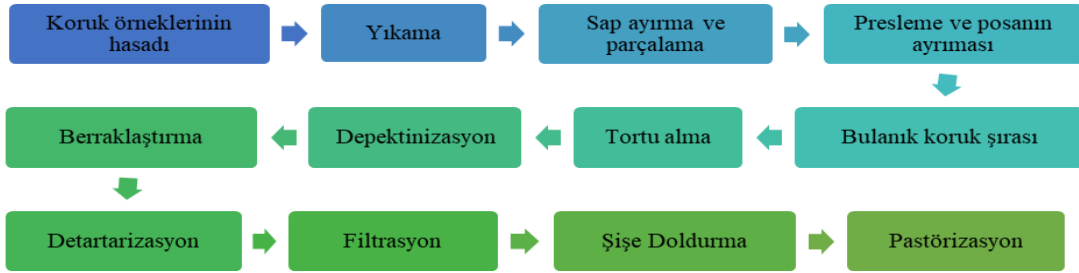 Koruk örneklerinin
hasadı
Yıkama
Sap ayırma ve
parçalama
Presleme ve posanın
ayrıması
Bulanık koruk şırası
Tortu alma
Depektinizasyon
Berraklaştırma
Detartarizasyon
Filtrasyon
Şişe Doldurma
Pastörizasyon